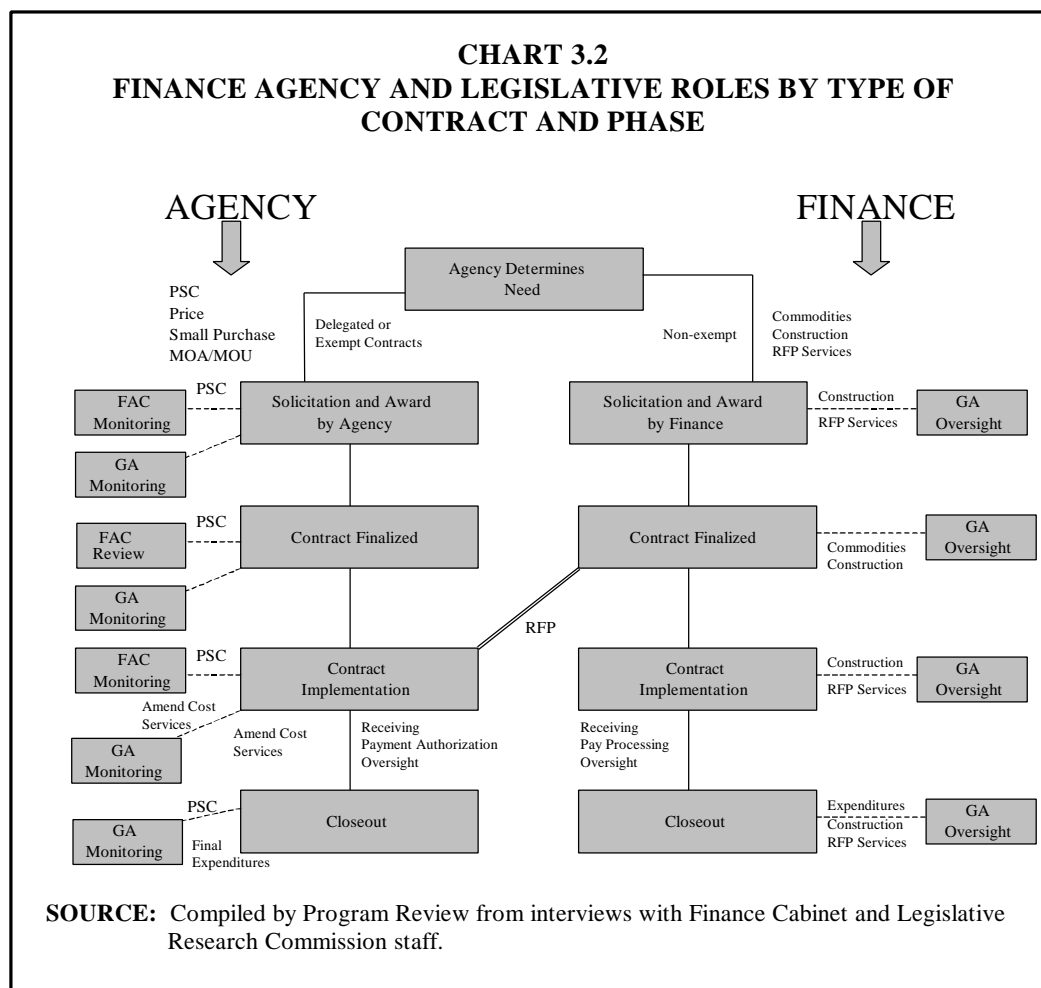 CHART 3.2
FINANCE AGENCY AND LEGISLATIVE ROLES BY TYPE OF
CONTRACT AND PHASE
AGENCY
FINANCE
Agency Determines
Need
PSC
Price
Small Purchase
MOA/MOU
Delegated or
Exempt Contracts
Non-exempt
Commodities
Construction
RFP Services
FAC
Monitoring
PSC
Solicitation and Award
by Agency
Solicitation and Award
by Finance
Construction
RFP Services
GA
Oversight
GA
Monitoring
FAC
Review
PSC
Contract Finalized
Contract Finalized
Commodities
Construction
GA
Oversight
GA
Monitoring
RFP
FAC
Monitoring
PSC
Contract
Implementation
Contract
Implementation
Construction
RFP Services
GA
Oversight
Amend Cost
Services
GA
Monitoring
Amend Cost
Services
Receiving
Payment Authorization
Oversight
Receiving
Pay Processing
Oversight
PSC
GA
Monitoring
Final
Expenditures
Closeout
Closeout
Expenditures
Construction
RFP Services
GA
Oversight
SOURCE: Compiled by Program Review from interviews with Finance Cabinet and Legislative
Research Commission staff.